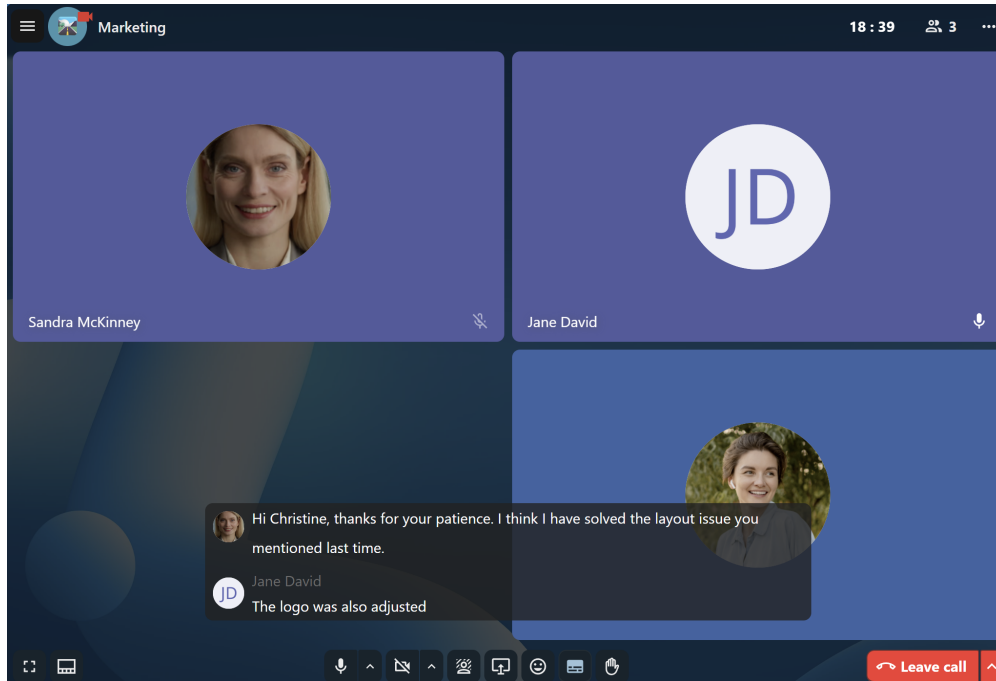 Marketing
18 : 39
3
JD
Sandra McKinney
Jane David
Hi Christine, thanks for your patience. I think I have solved the layout issue you
mentioned last time.
Jane David
JD
The logo was also adjusted
Leave call